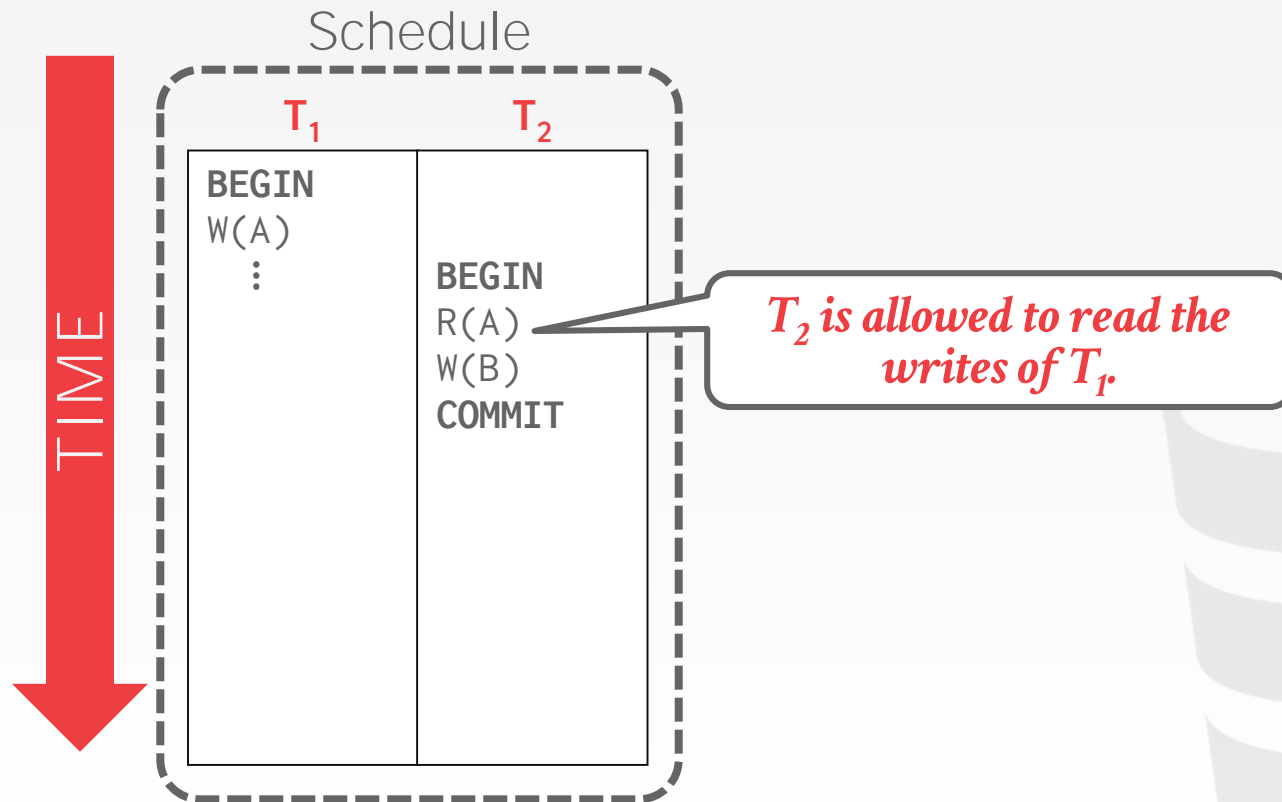 Schedule
TIME
T₁ T₂
BEGIN
W(A)
⋮
BEGIN
R(A)
W(B)
COMMIT
T₂ is allowed to read the
writes of T₁.